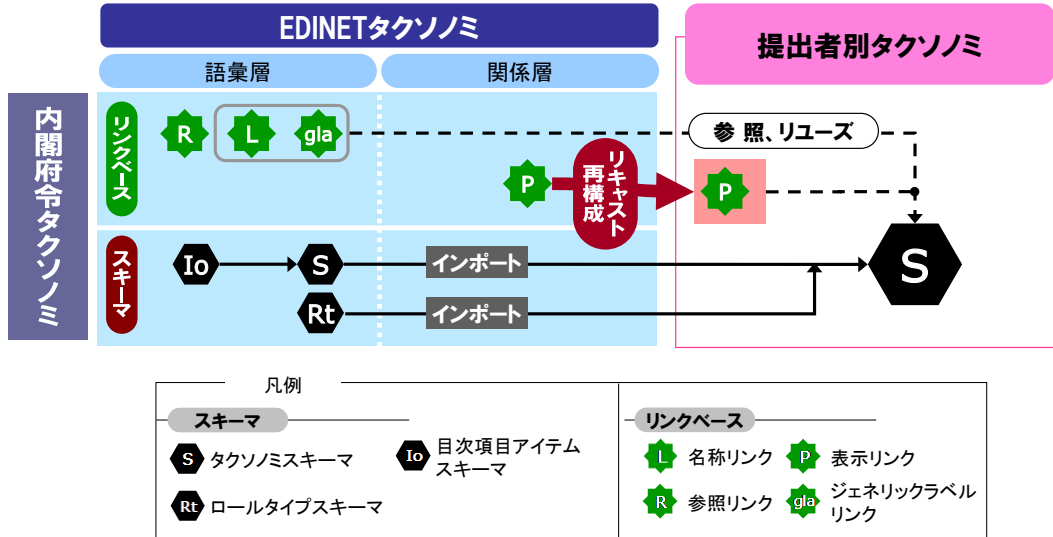 EDINETタクソノミ
提出者別タクソノミ
語彙層
関係層
内閣府令タクソノミ
リンクベース
R
L
gla
参照、リユーズ
P
リキャスト
再構成
P
スキーマ
Io
S
インポート
S
Rt
インポート
凡例
スキーマ
リンクベース
S タクソノミスキーマ
Io 目次項目アイテム
スキーマ
Rt ロールタイプスキーマ
L 名称リンク
P 表示リンク
R 参照リンク
gla ジェネリックラベル
リンク